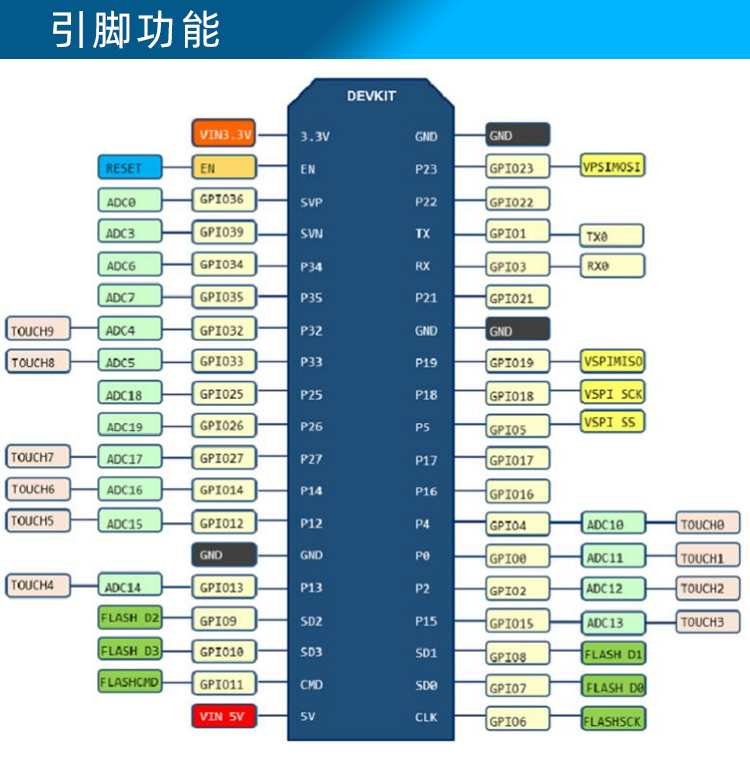 引脚功能
DEVKIT
VIN3.3V 3.3V GND GND
RESET EN EN P23 GPIO23 VPSIMOSI
ADC0 GPIO36 SVP P22 GPIO22
ADC3 GPIO39 SVN TX GPIO1 TX0
ADC6 GPIO34 P34 RX GPIO3 RX0
ADC7 GPIO35 P35 P21 GPIO21
TOUCH9 ADC4 GPIO32 P32 GND GND
TOUCH8 ADC5 GPIO33 P33 P19 GPIO19 VSPIMISO
ADC18 GPIO25 P25 P18 GPIO18 VSPI SCK
ADC19 GPIO26 P26 P5 GPIO5 VSPI SS
TOUCH7 ADC17 GPIO27 P27 P17 GPIO17
TOUCH6 ADC16 GPIO14 P14 P16 GPIO16
TOUCH5 ADC15 GPIO12 P12 P4 GPIO4 ADC10 TOUCH0
GND GND P0 GPIO0 ADC11 TOUCH1
TOUCH4 ADC14 GPIO13 P13 P2 GPIO2 ADC12 TOUCH2
FLASH D2 GPIO9 SD2 P15 GPIO15 ADC13 TOUCH3
FLASH D3 GPIO10 SD3 SD1 GPIO8 FLASH D1
FLASHCMD GPIO11 CMD SD0 GPIO7 FLASH D0
VIN 5V 5V CLK GPIO6 FLASHSCK